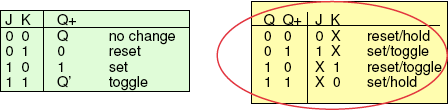 J K Q+
0 0 Q no change
0 1 0 reset
1 0 1 set
1 1 Q' toggle
Q Q+ J K
0 0 0 X reset/hold
0 1 1 X set/toggle
1 0 X 1 reset/toggle
1 1 X 0 set/hold